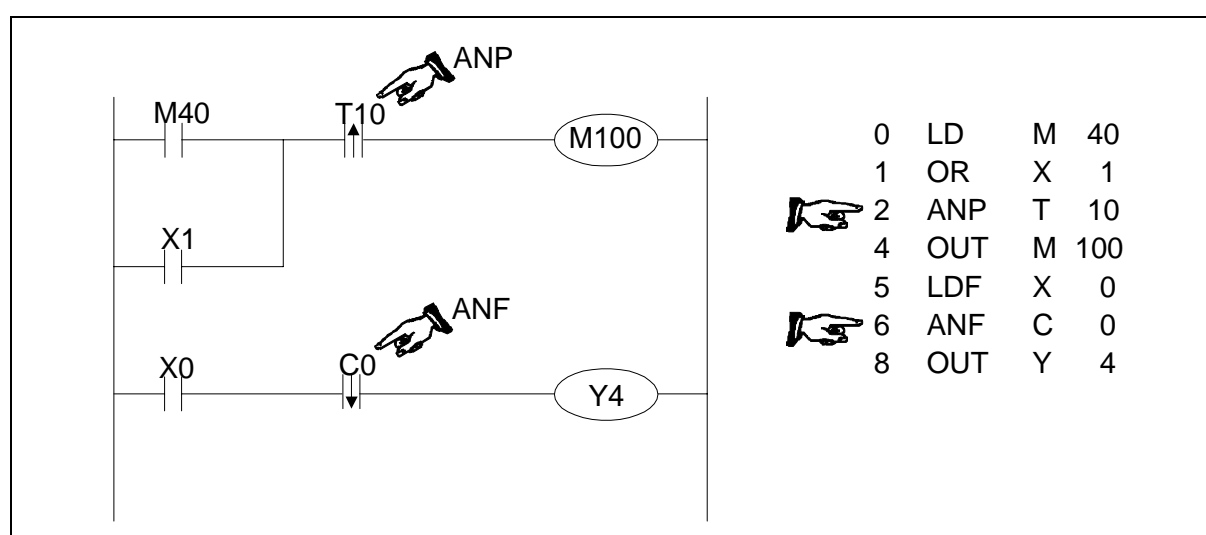 ANP
M40 T10 M100
X1
ANF
X0 C0 Y4
0 LD M 40
1 OR X 1
2 ANP T 10
4 OUT M 100
5 LDF X 0
6 ANF C 0
8 OUT Y 4